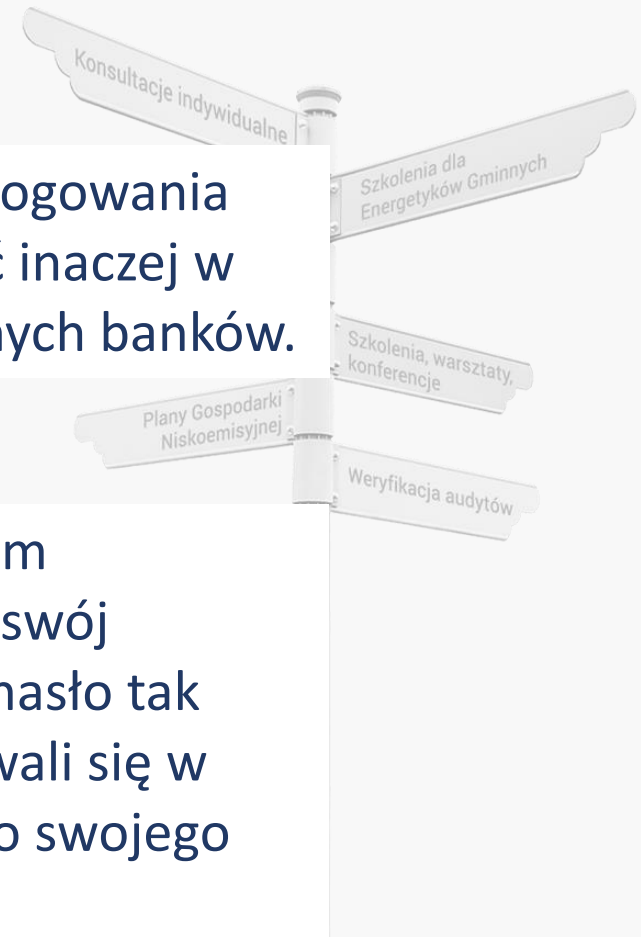 Konsultacje indywidualne
Szkolenia dla
Energetyków Gminnych
ogowania
ć inaczej w
nych banków.
Szkolenia, warsztaty,
konferencje
Plany Gospodarki
Niskoemisyjnej
Weryfikacja audytów
m
swój
hasło tak
wali się w
o swojego